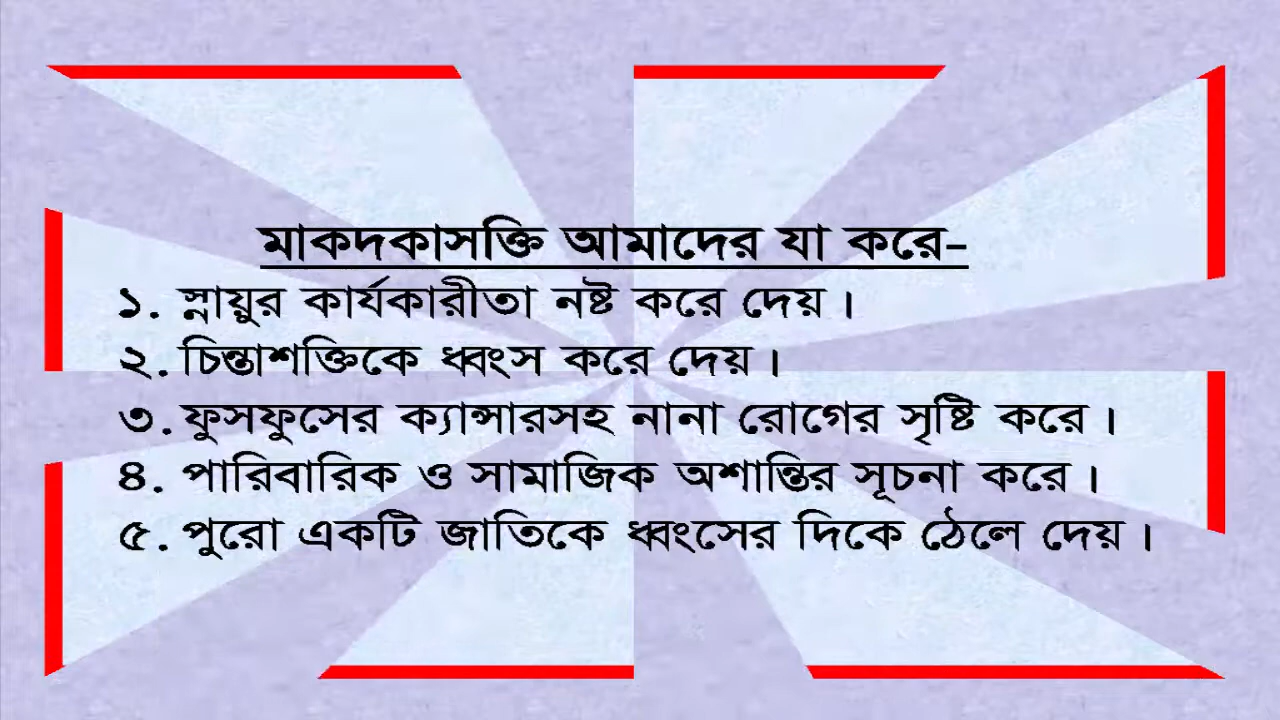 মাকদকাসক্তি আমাদের যা করে–
১. স্নায়ুর কার্যকারীতা নষ্ট করে দেয়।
২. চিন্তাশক্তিকে ধ্বংস করে দেয়।
৩. ফুসফুসের ক্যান্সারসহ নানা রোগের সৃষ্টি করে।
৪. পারিবারিক ও সামাজিক অশান্তির সূচনা করে।
৫. পুরো একটি জাতিকে ধ্বংসের দিকে ঠেলে দেয়।